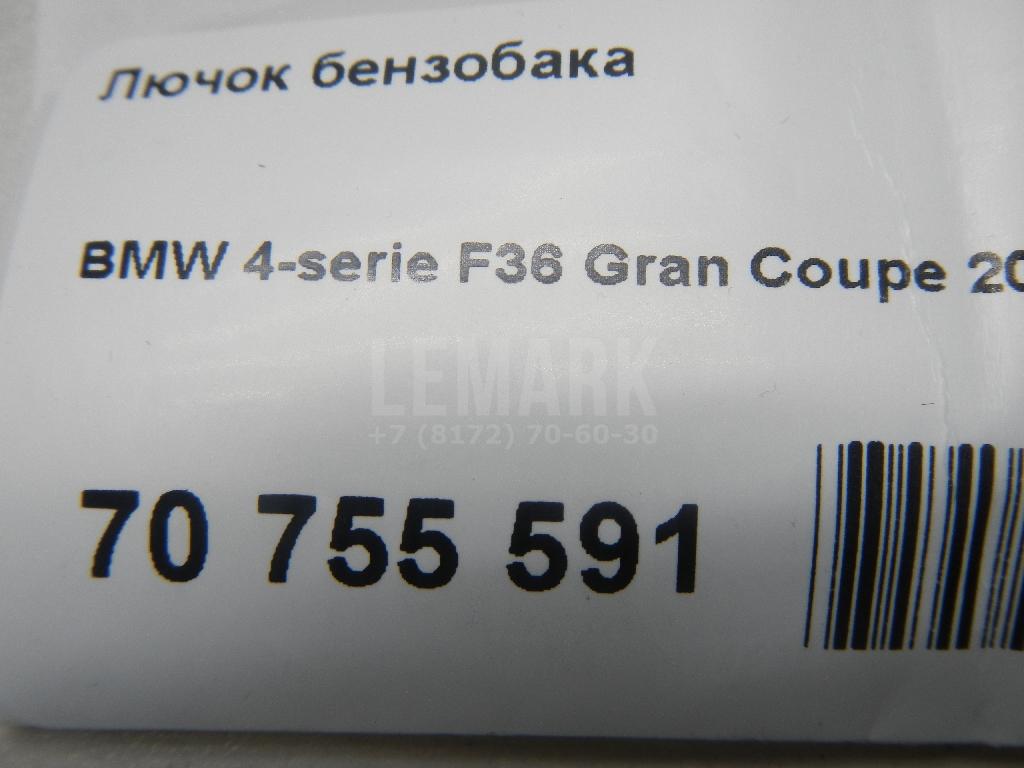 Лючок бензобака
BMW 4-serie F36 Gran Coupe 20
LEMARK
+7 (8172) 70-60-30
70 755 591